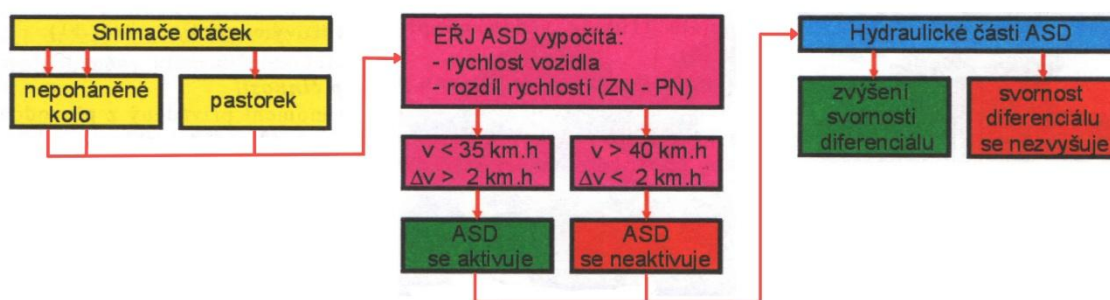 Snímače otáček
nepoháněné
kolo
pastorek
EŘJ ASD vypočítá:
- rychlost vozidla
- rozdíl rychlostí (ZN - PN)
v < 35 km.h
Δv > 2 km.h
v > 40 km.h
Δv < 2 km.h
ASD
se aktivuje
ASD
se neaktivuje
Hydraulické části ASD
zvýšení
svornosti
diferenciálu
svornost
diferenciálu
se nezvyšuje